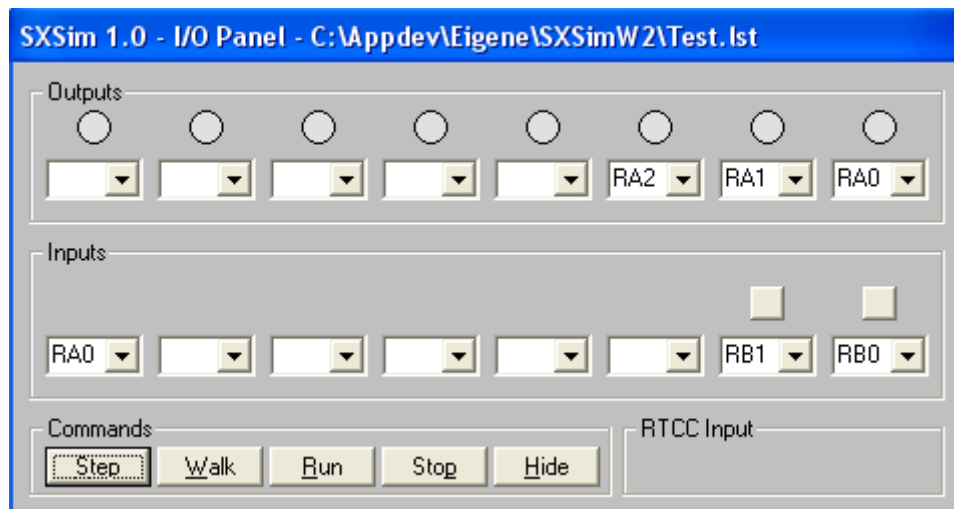 SXSim 1.0 - I/O Panel - C:\Appdev\Eigene\SXSimW2\Test.lst
Outputs
RA2 RA1 RA0
Inputs
RA0 RB1 RB0
Commands RTCC Input
Step Walk Run Stop Hide